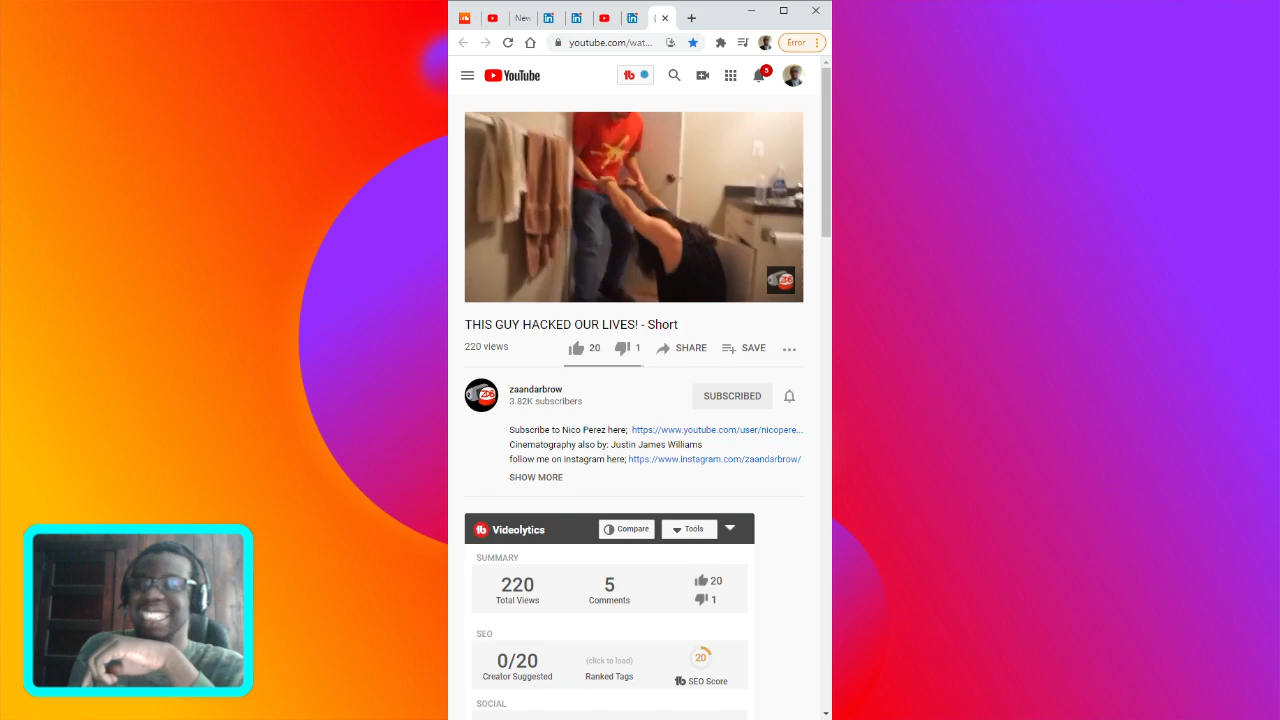 New
youtube.com/wat...
Error
YouTube
5
THIS GUY HACKED OUR LIVES! - Short
220 views
20
1
SHARE
SAVE
zaandarbrow
3.82K subscribers
SUBSCRIBED
Subscribe to Nico Perez here; https://www.youtube.com/user/nicopere...
Cinematography also by: Justin James Williams
follow me on instagram here; https://www.instagram.com/zaandarbrow/
SHOW MORE
Videolytics
Compare
Tools
SUMMARY
220
5
20
Total Views
Comments
1
SEO
0/20
(click to load)
20
Creator Suggested
Ranked Tags
SEO Score
SOCIAL